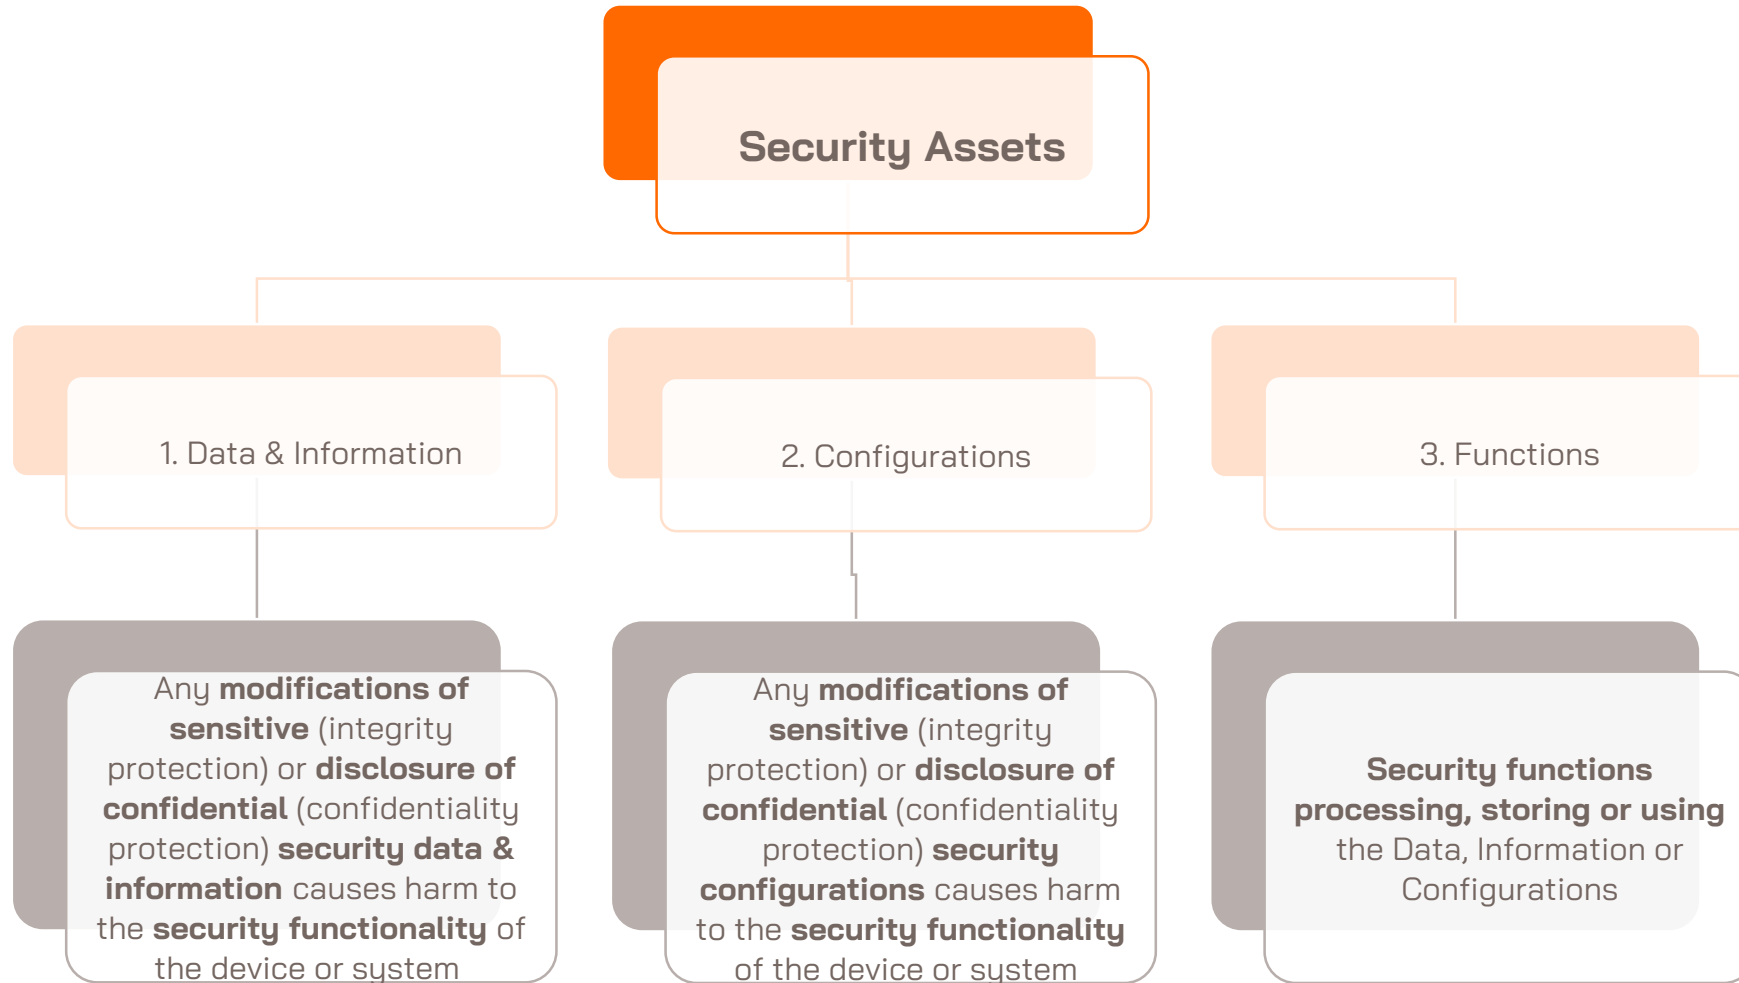 Security Assets
1. Data & Information
2. Configurations
3. Functions
Any modifications of
sensitive (integrity
protection) or disclosure of
confidential (confidentiality
protection) security data &
information causes harm to
the security functionality of
the device or system
Any modifications of
sensitive (integrity
protection) or disclosure of
confidential (confidentiality
protection) security
configurations causes harm
to the security functionality
of the device or system
Security functions
processing, storing or using
the Data, Information or
Configurations